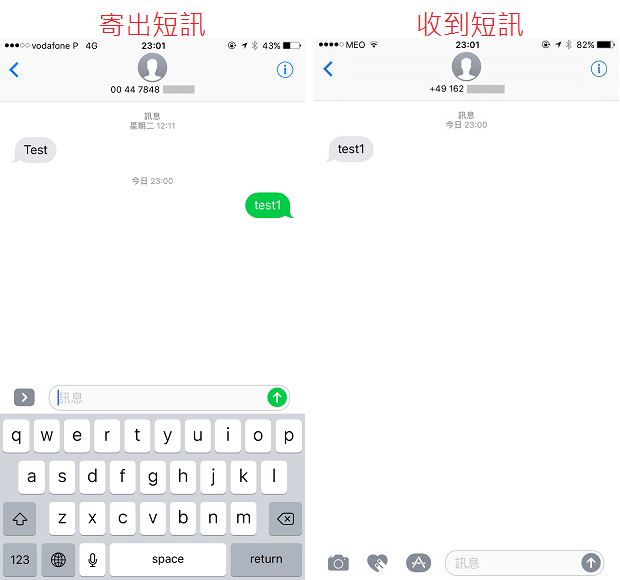 寄出短訊
vodafone P 4G 23:01 43%
00 44 7848
訊息
星期二 12:11
Test
今日 23:00
test1
訊息
q w e r t y u i o p
a s d f g h j k l
z x c v b n m
123 space return
收到短訊
MEO 23:01 82%
+49 162
訊息
今日 23:00
test1
訊息